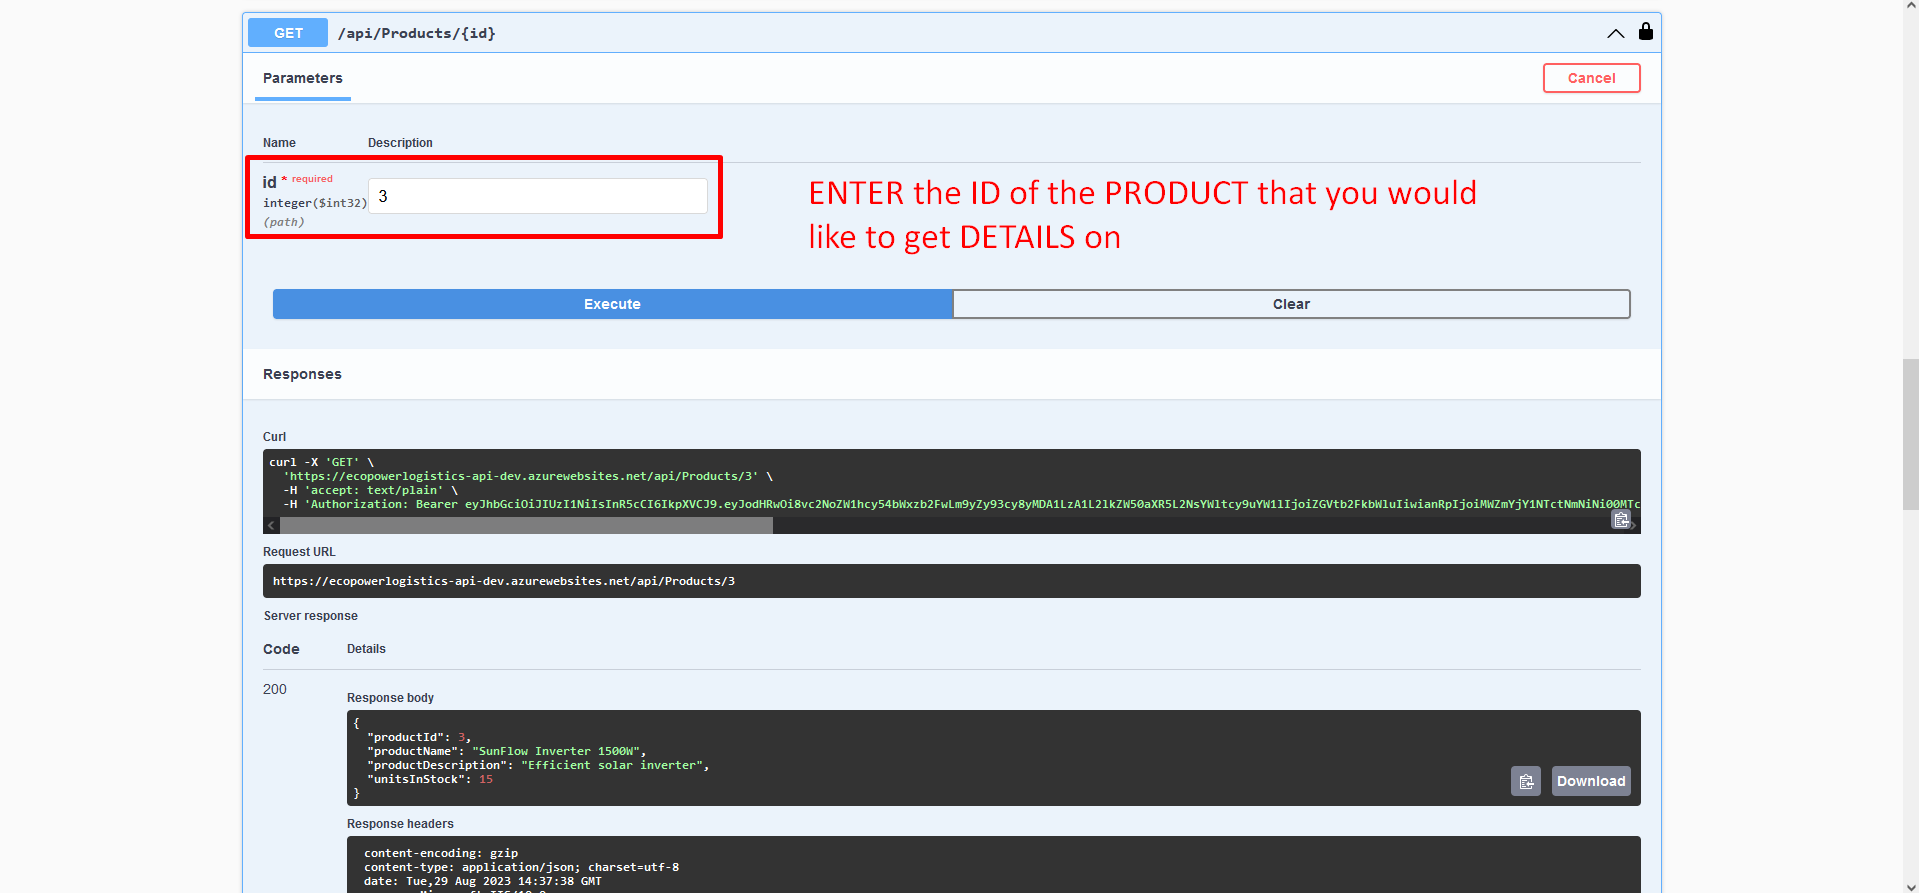 GET /api/Products/{id}
Parameters
Cancel
Name Description
id * required
integer($int32)
(path)
3
ENTER the ID of the PRODUCT that you would
like to get DETAILS on
Execute
Clear
Responses
Curl
curl -X 'GET' \
'https://ecopowerlogistics-api-dev.azurewebsites.net/api/Products/3' \
-H 'accept: text/plain' \
-H 'Authorization: Bearer
Request URL
https://ecopowerlogistics-api-dev.azurewebsites.net/api/Products/3
Server response
Code Details
200
Response body
{
"productId": 3,
"productName": "SunFlow Inverter 1500W",
"productDescription": "Efficient solar inverter",
"unitsInStock": 15
}
Download
Response headers
content-encoding: gzip
content-type: application/json; charset=utf-8
date: Tue,29 Aug 2023 14:37:38 GMT